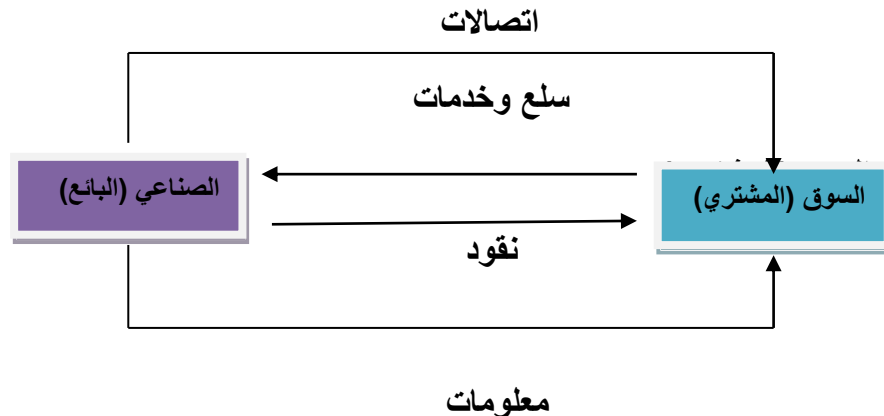 اتصالات
سلع وخدمات
الصناعي (البائع)
السوق (المشتري)
نقود
معلومات